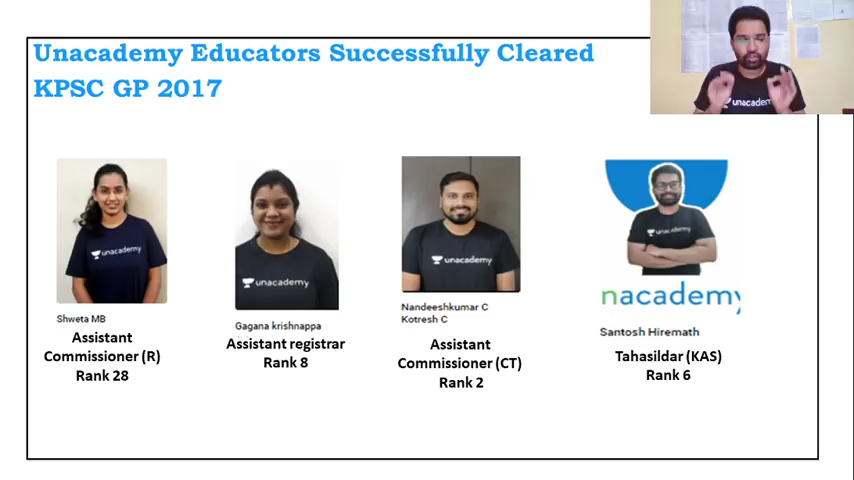 Unacademy Educators Successfully Cleared
KPSC GP 2017
unacademy
unacademy
unacademy
unacademy
unacademy
nacademy
Shweta MB
Assistant
Commissioner (R)
Rank 28
Gagana krishnappa
Assistant registrar
Rank 8
Nandeeshkumar C
Kotresh C
Assistant
Commissioner (CT)
Rank 2
Santosh Hiremath
Tahasildar (KAS)
Rank 6